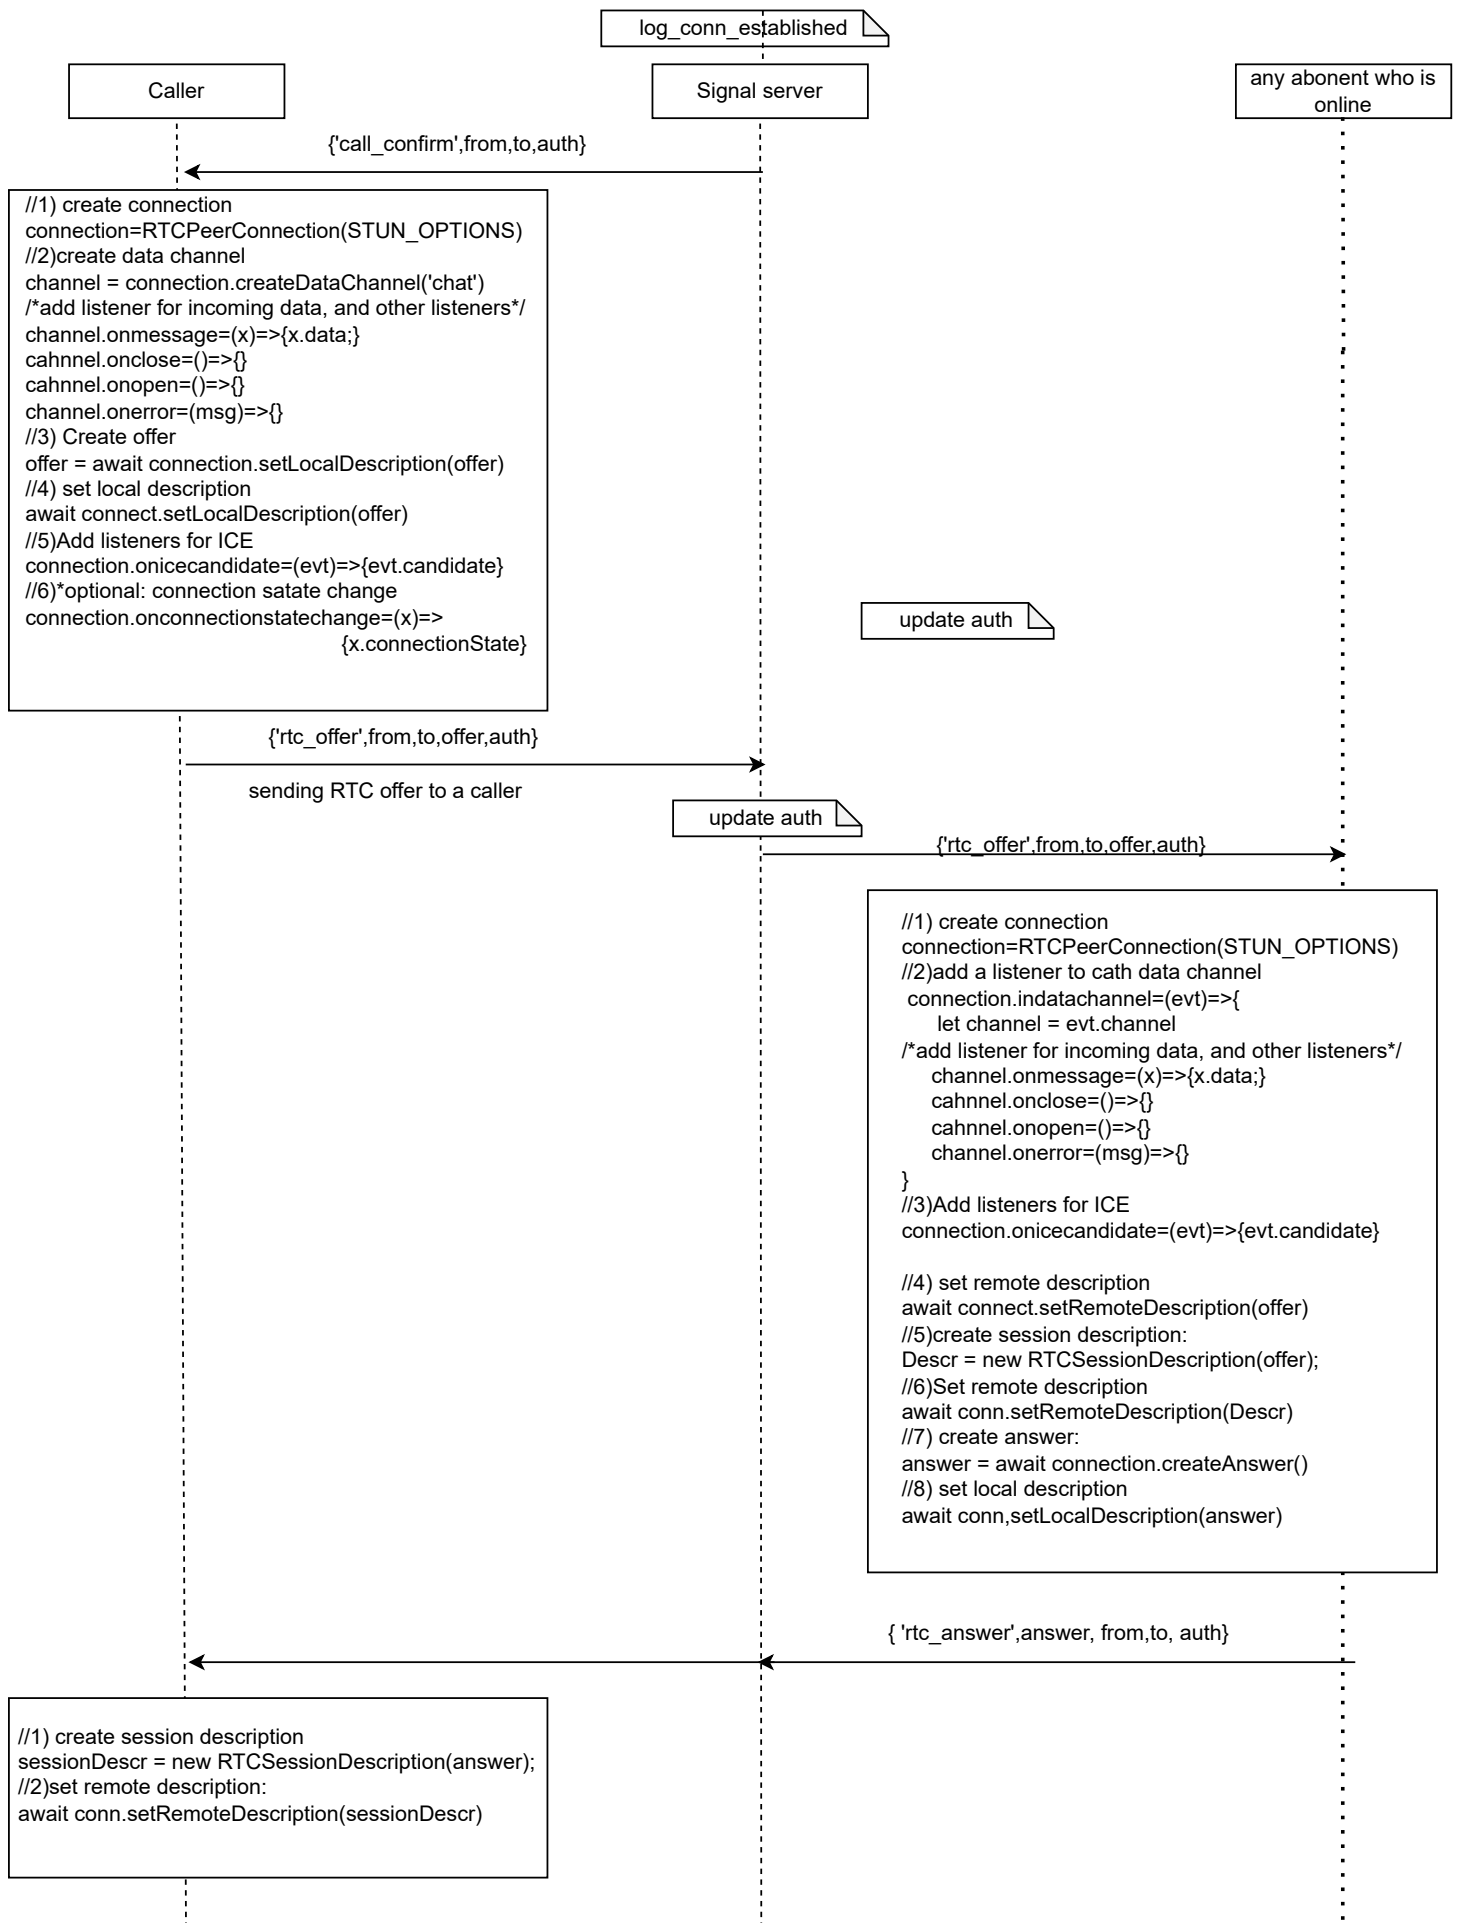 log_conn_established
Caller
Signal server
any abonent who is
online
{'call_confirm',from,to,auth}
//1) create connection
connection=RTCPeerConnection(STUN_OPTIONS)
//2)create data channel
channel = connection.createDataChannel('chat')
/*add listener for incoming data, and other listeners*/
channel.onmessage=(x)=>{x.data;}
cahnnel.onclose=()=>{}
cahnnel.onopen=()=>{}
channel.onerror=(msg)=>{}
//3) Create offer
offer = await connection.setLocalDescription(offer)
//4) set local description
await connect.setLocalDescription(offer)
//5)Add listeners for ICE
connection.onicecandidate=(evt)=>{evt.candidate}
//6)*optional: connection satate change
connection.onconnectionstatechange=(x)=>
{x.connectionState}
update auth
{'rtc_offer',from,to,offer,auth}
sending RTC offer to a caller
update auth
{'rtc_offer',from,to,offer,auth}
//1) create connection
connection=RTCPeerConnection(STUN_OPTIONS)
//2)add a listener to cath data channel
connection.indatachannel=(evt)=>{
let channel = evt.channel
/*add listener for incoming data, and other listeners*/
channel.onmessage=(x)=>{x.data;}
cahnnel.onclose=()=>{}
cahnnel.onopen=()=>{}
channel.onerror=(msg)=>{}
}
//3)Add listeners for ICE
connection.onicecandidate=(evt)=>{evt.candidate}
//4) set remote description
await connect.setRemoteDescription(offer)
//5)create session description:
Descr = new RTCSessionDescription(offer);
//6)Set remote description
await conn.setRemoteDescription(Descr)
//7) create answer:
answer = await connection.createAnswer()
//8) set local description
await conn,setLocalDescription(answer)
{ 'rtc_answer',answer, from,to, auth}
//1) create session description
sessionDescr = new RTCSessionDescription(answer);
//2)set remote description:
await conn.setRemoteDescription(sessionDescr)